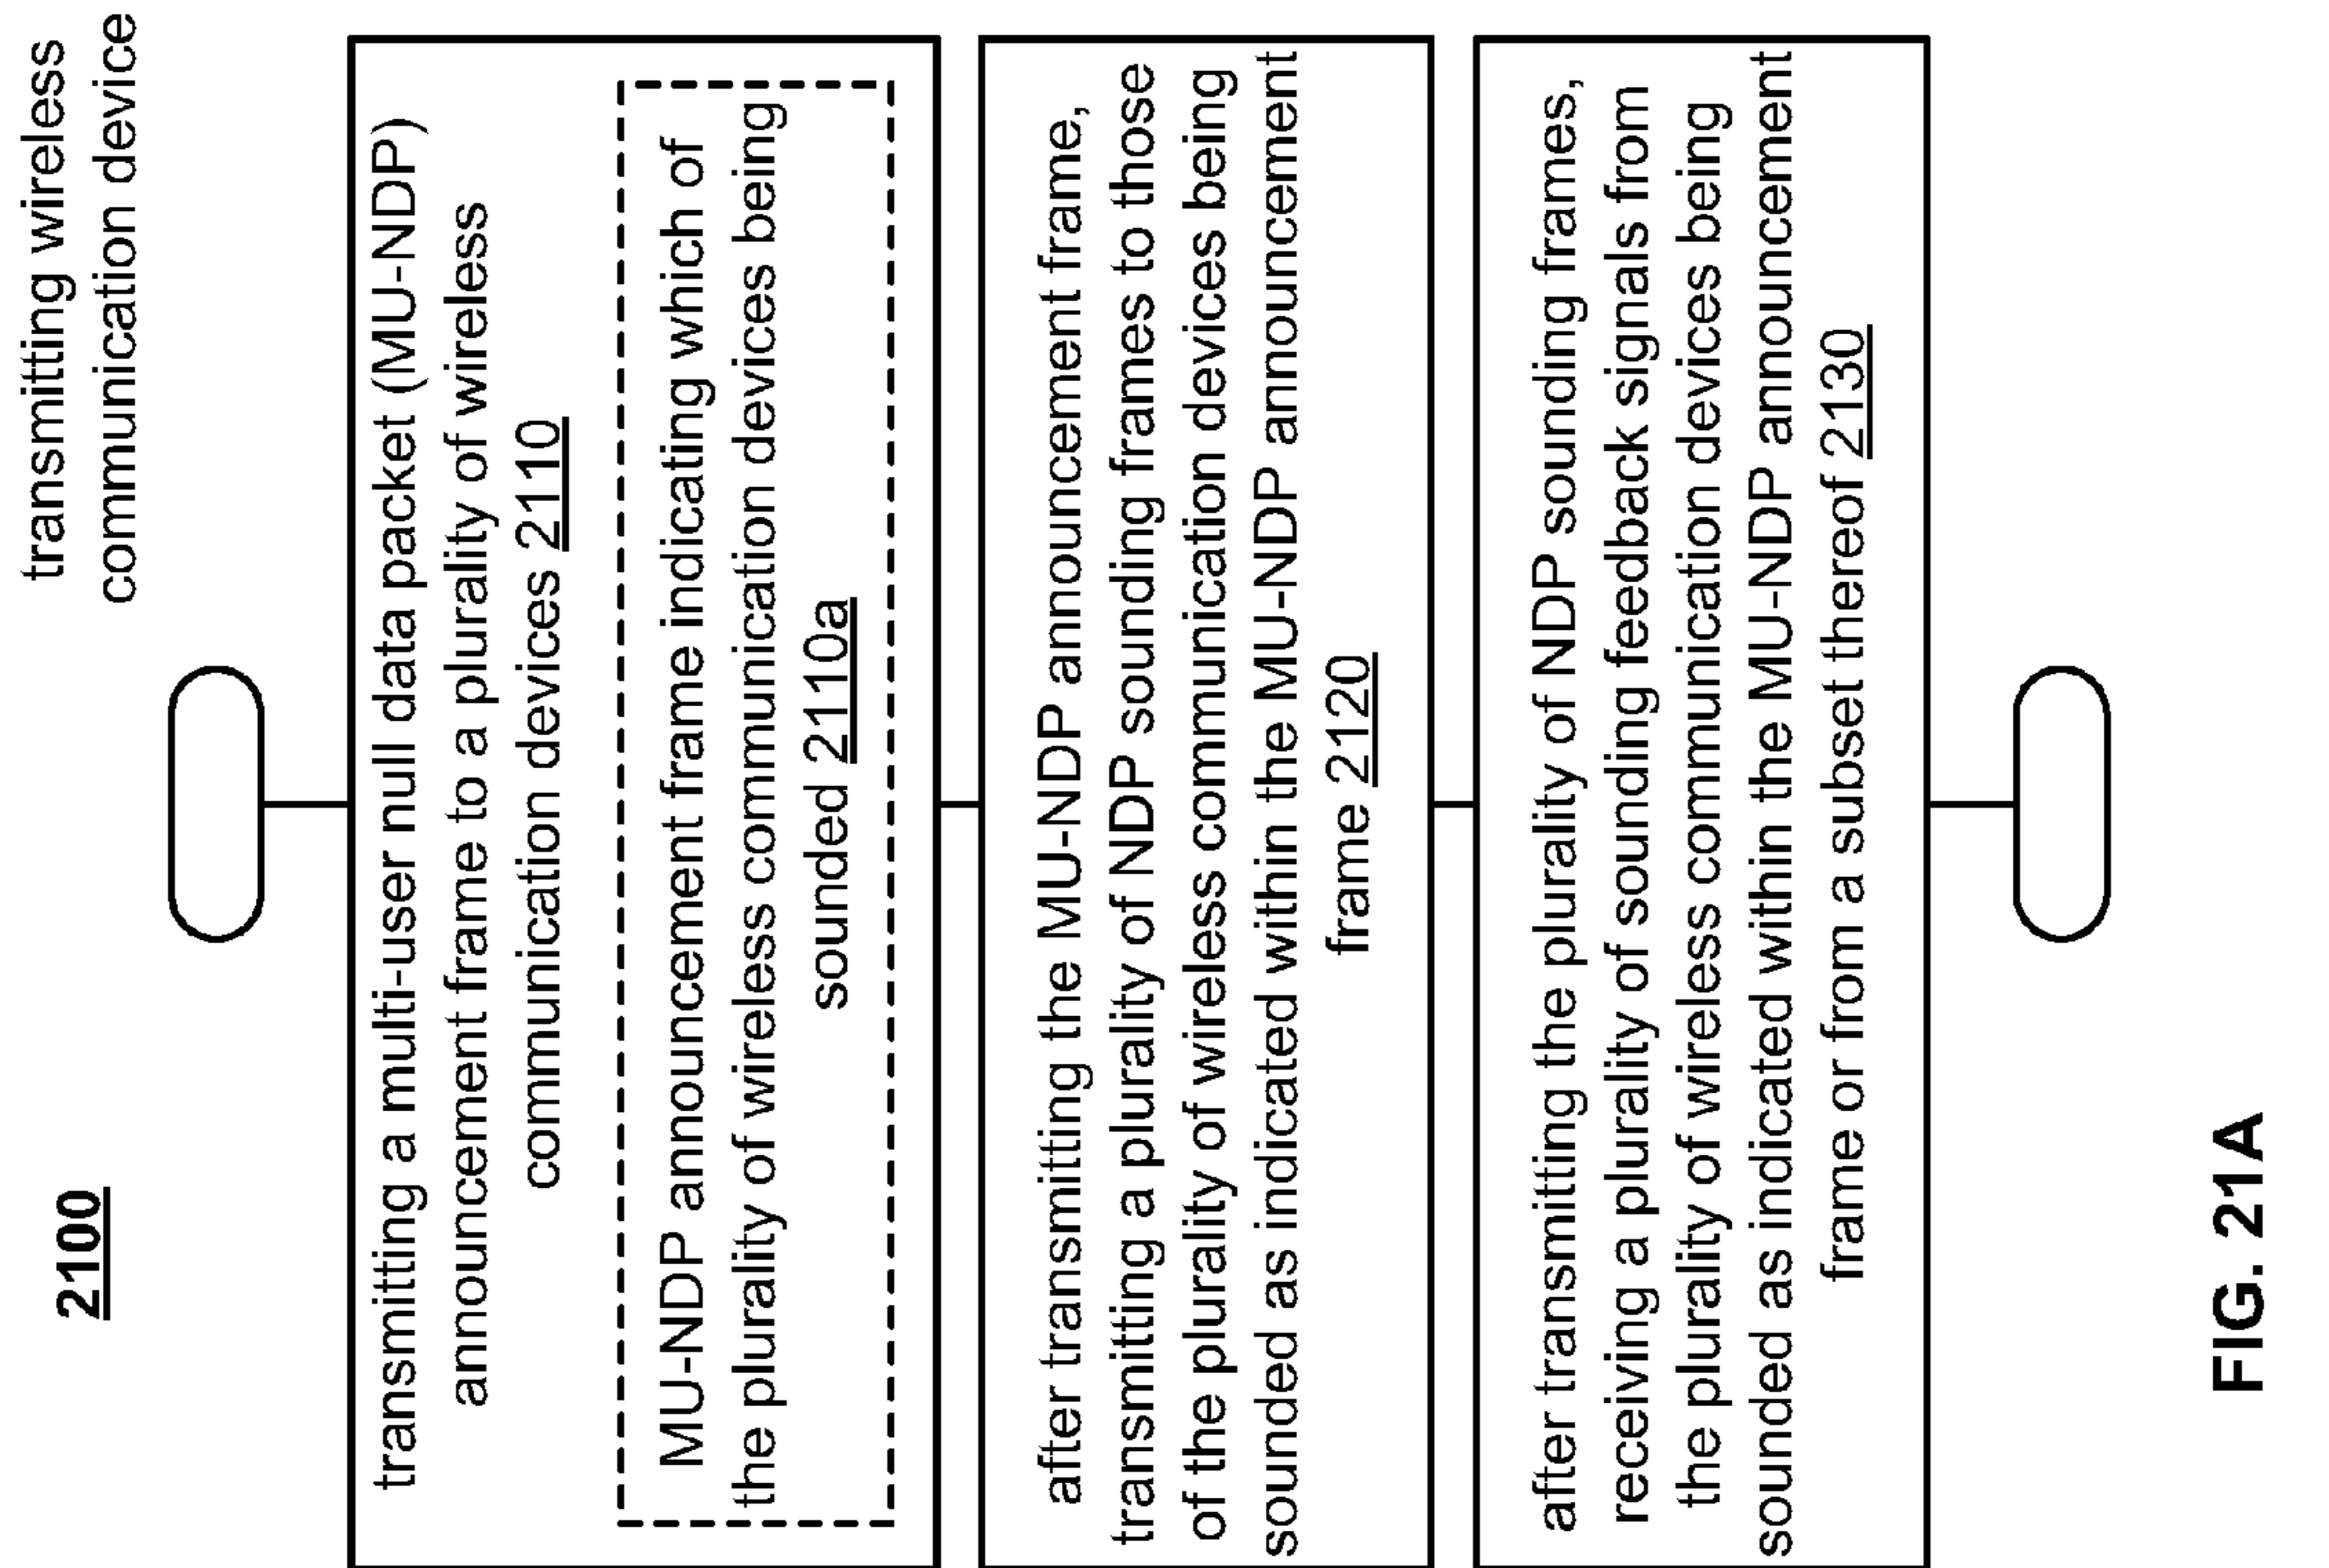 2100
transmitting wireless
communication device
transmitting a multi-user null data packet (MU-NDP)
announcement frame to a plurality of wireless
communication devices 2110
MU-NDP announcement frame indicating which of
the plurality of wireless communication devices being
sounded 2110a
after transmitting the MU-NDP announcement frame,
transmitting a plurality of NDP sounding frames to those
of the plurality of wireless communication devices being
sounded as indicated within the MU-NDP announcement
frame 2120
after transmitting the plurality of NDP sounding frames,
receiving a plurality of sounding feedback signals from
the plurality of wireless communication devices being
sounded as indicated within the MU-NDP announcement
frame or from a subset thereof 2130
FIG. 21A